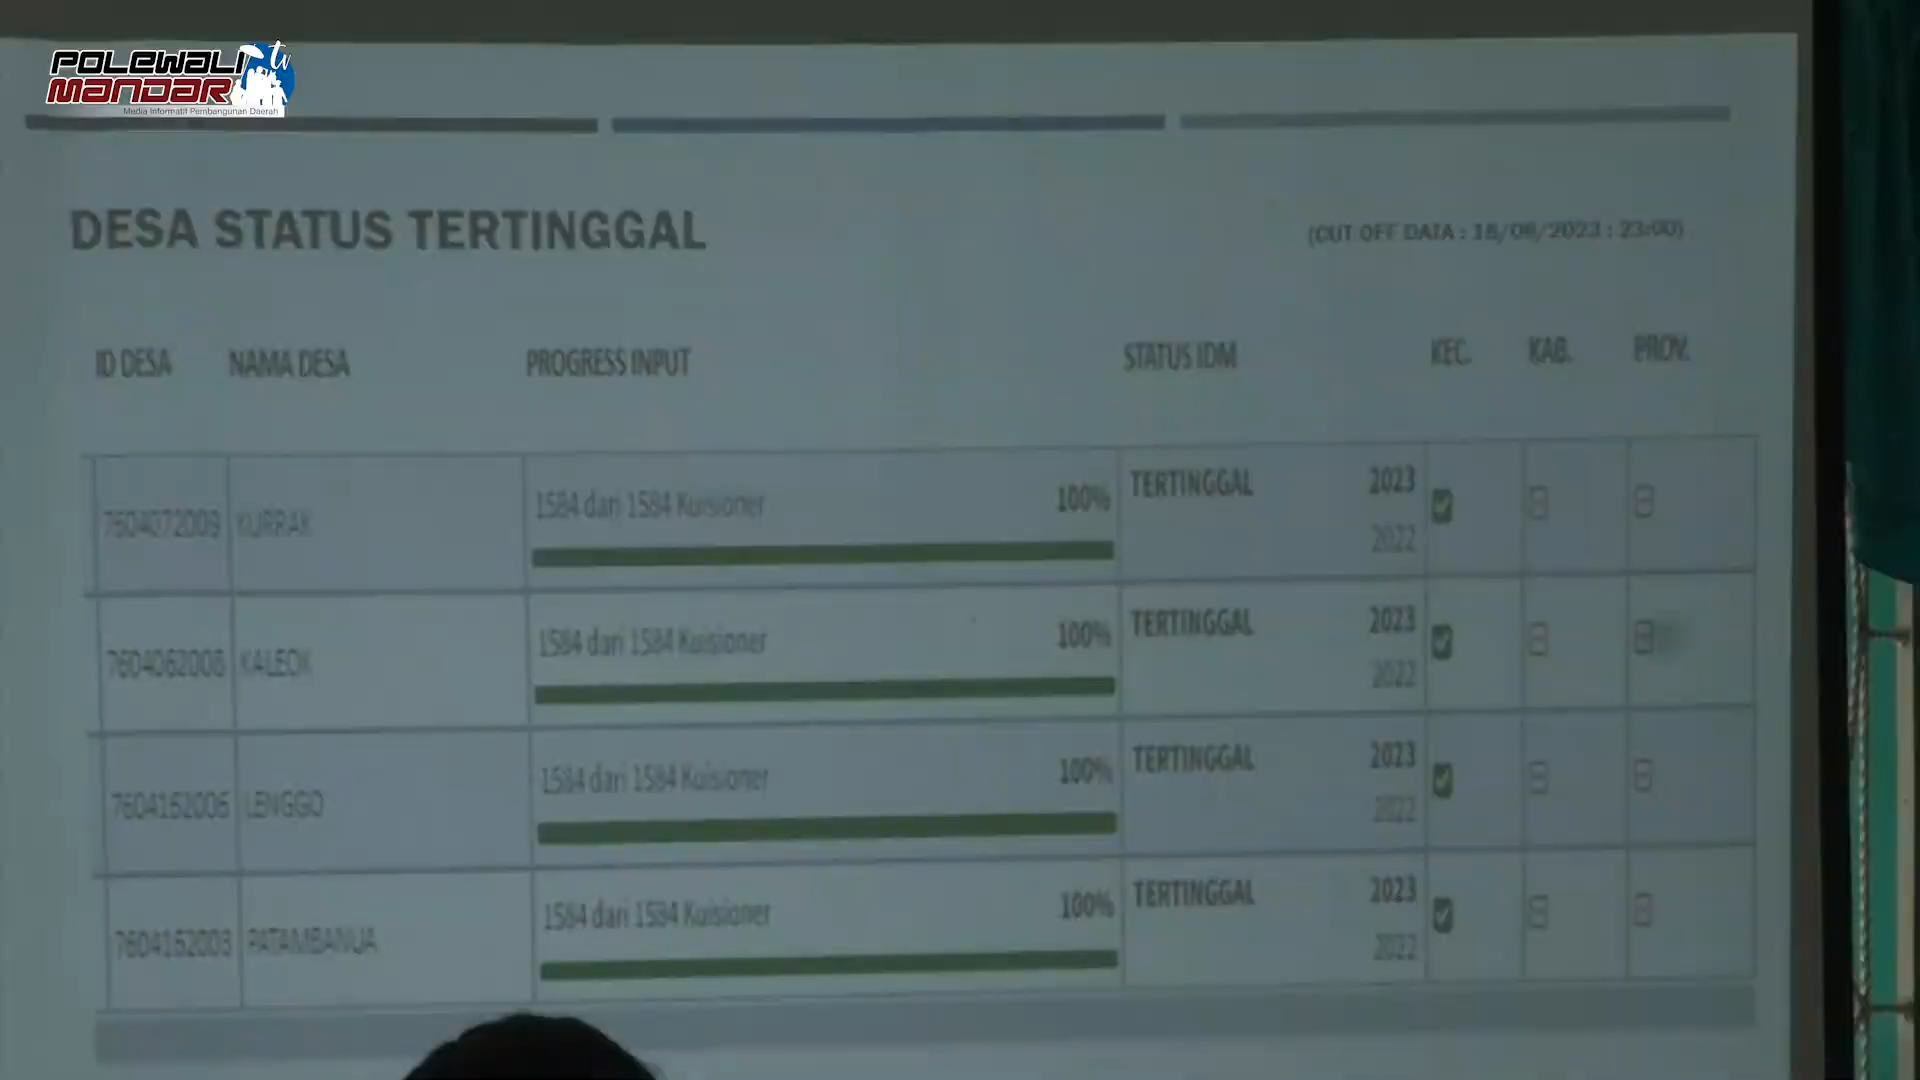 POLEWALI tv
MANDAR
Media Informatif Pembangunan Daerah
DESA STATUS TERTINGGAL
(CUT OFF DATA : 16/06/2023 : 23:00)
ID DESA NAMA DESA PROGRESS INPUT STATUS IDM KEC. KAB. PROV.
7604072009 KURRAK 1584 dari 1584 Kuisioner 100% TERTINGGAL 2023
2022
7604062008 KALEOK 1584 dari 1584 Kuisioner 100% TERTINGGAL 2023
2022
7604162006 LENGGO 1584 dari 1584 Kuisioner 100% TERTINGGAL 2023
2022
7604162003 PATAMBANUA 1584 dari 1584 Kuisioner 100% TERTINGGAL 2023
2022